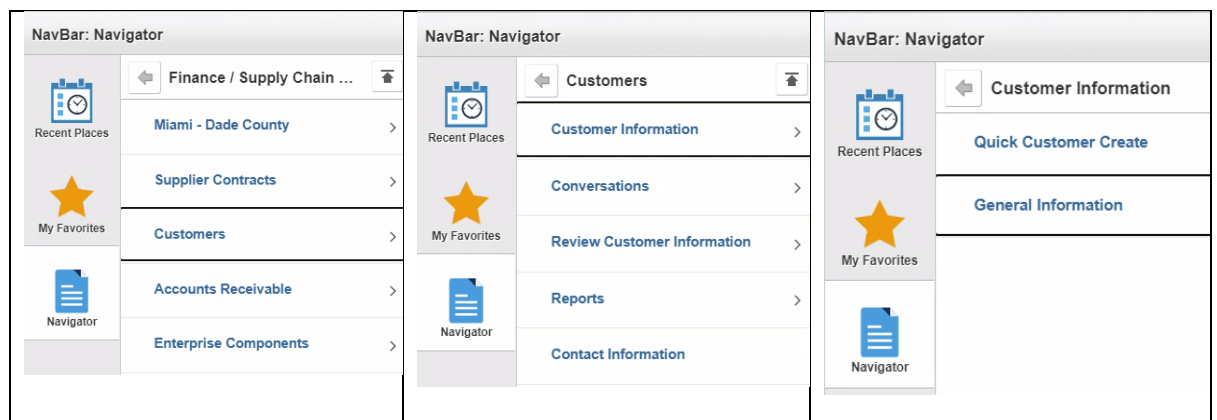 NavBar: Navigator
Finance / Supply Chain ...
Recent Places
Miami - Dade County
Supplier Contracts
My Favorites
Customers
Accounts Receivable
Navigator
Enterprise Components
NavBar: Navigator
Customers
Recent Places
Customer Information
Conversations
My Favorites
Review Customer Information
Reports
Navigator
Contact Information
NavBar: Navigator
Customer Information
Recent Places
Quick Customer Create
General Information
My Favorites
Navigator